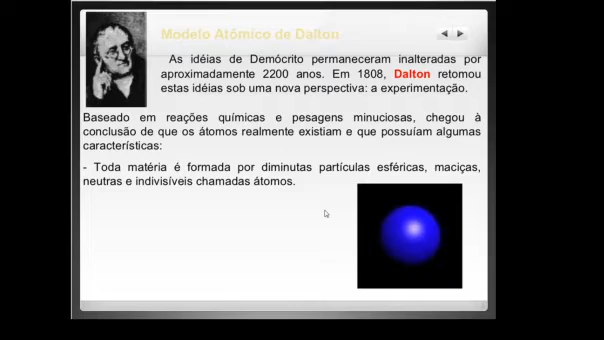 Modelo Atômico de Dalton
As idéias de Demócrito permaneceram inalteradas por
aproximadamente 2200 anos. Em 1808, Dalton retomou
estas idéias sob uma nova perspectiva: a experimentação.
Baseado em reações químicas e pesagens minuciosas, chegou à
conclusão de que os átomos realmente existiam e que possuíam algumas
características:
- Toda matéria é formada por diminutas partículas esféricas, maciças,
neutras e indivisíveis chamadas átomos.